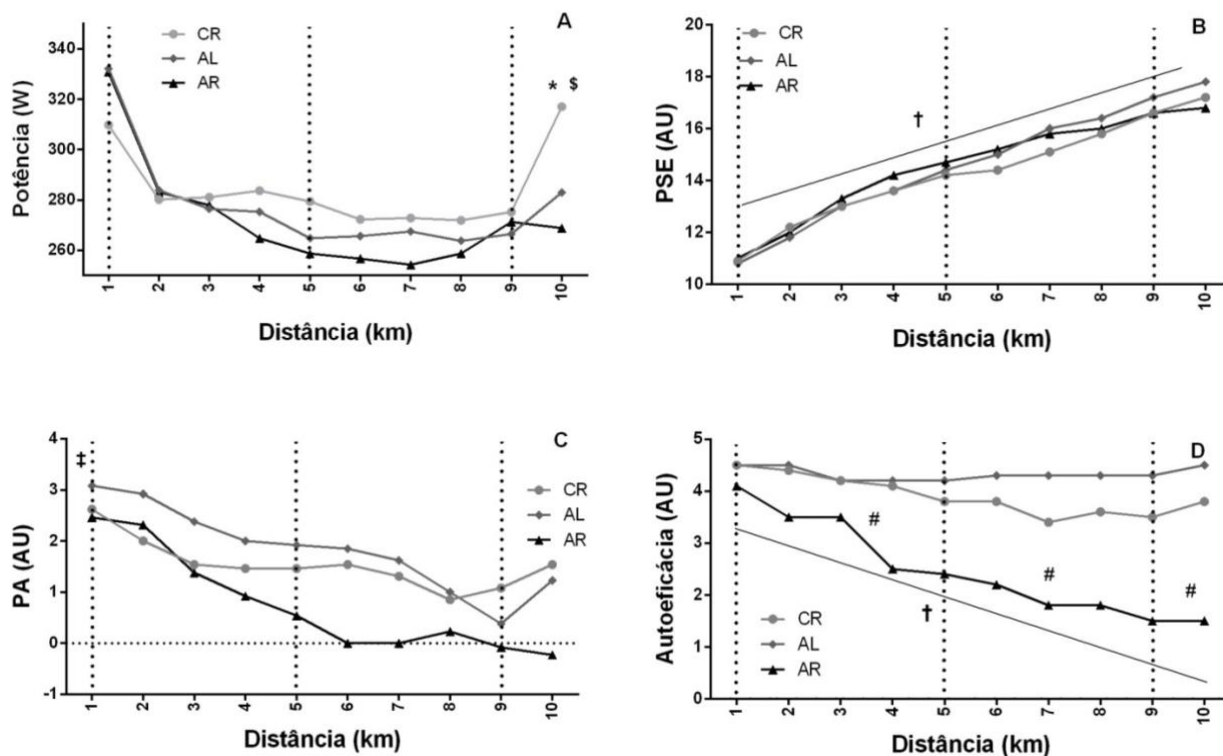 A
CR
AL
AR
* $
Potência (W)
340
320
300
280
260
1 2 3 4 5 6 7 8 9 10
Distância (km)
B
CR
AL
AR
†
PSE (AU)
20
18
16
14
12
10
1 2 3 4 5 6 7 8 9 10
Distância (km)
C
‡
CR
AL
AR
PA (AU)
4
3
2
1
0
-1
1 2 3 4 5 6 7 8 9 10
Distância (km)
D
# # #
†
CR
AL
AR
Autoeficácia (AU)
5
4
3
2
1
0
1 2 3 4 5 6 7 8 9 10
Distância (km)